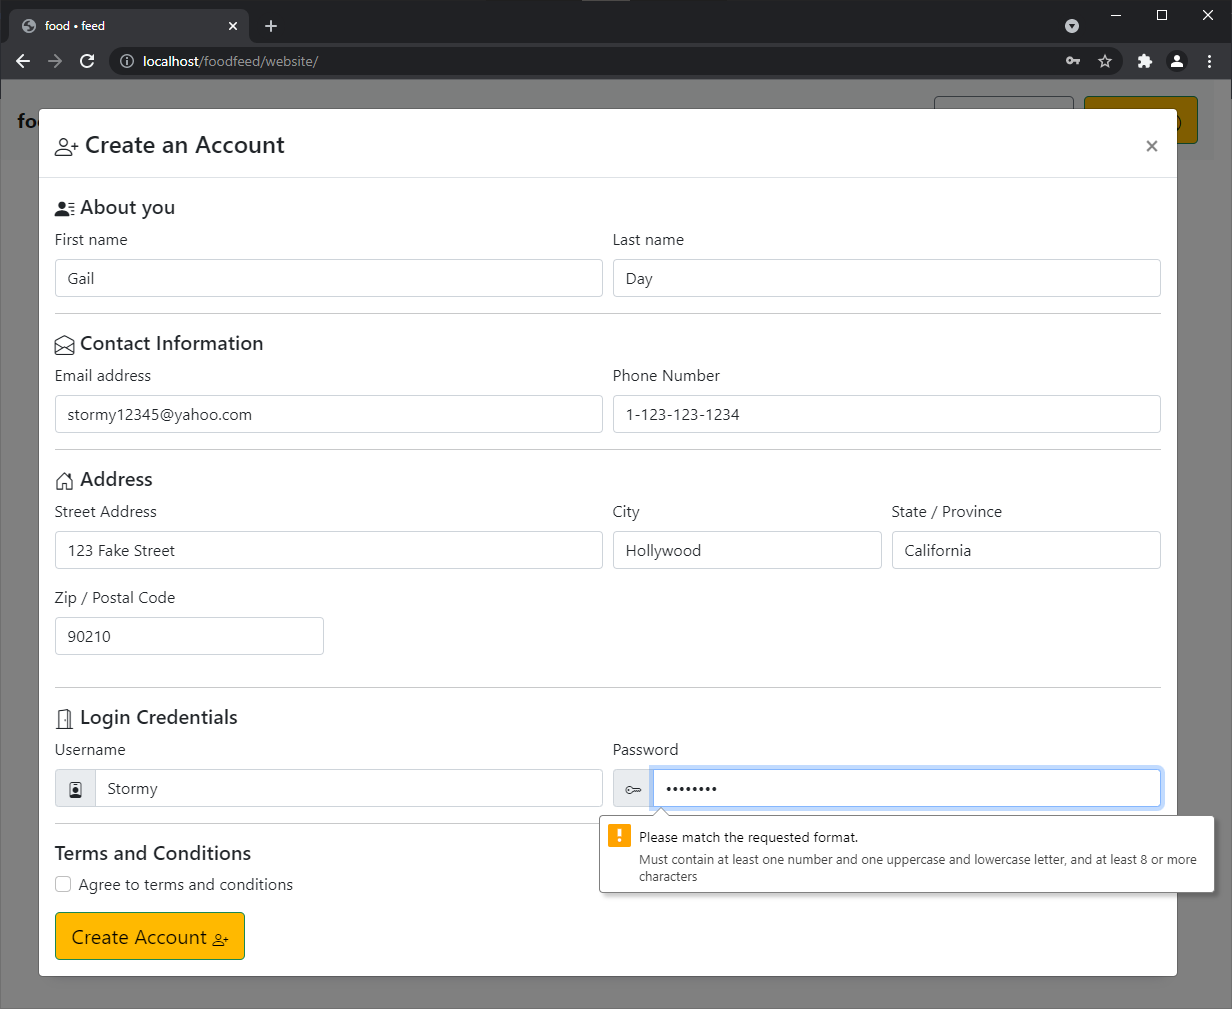 food • feed
localhost/foodfeed/website/
Create an Account
×
About you
First name
Last name
Gail
Day
Contact Information
Email address
Phone Number
stormy12345@yahoo.com
1-123-123-1234
Address
Street Address
City
State / Province
123 Fake Street
Hollywood
California
Zip / Postal Code
90210
Login Credentials
Username
Password
Stormy
••••••••
Please match the requested format.
Must contain at least one number and one uppercase and lowercase letter, and at least 8 or more
characters
Terms and Conditions
Agree to terms and conditions
Create Account